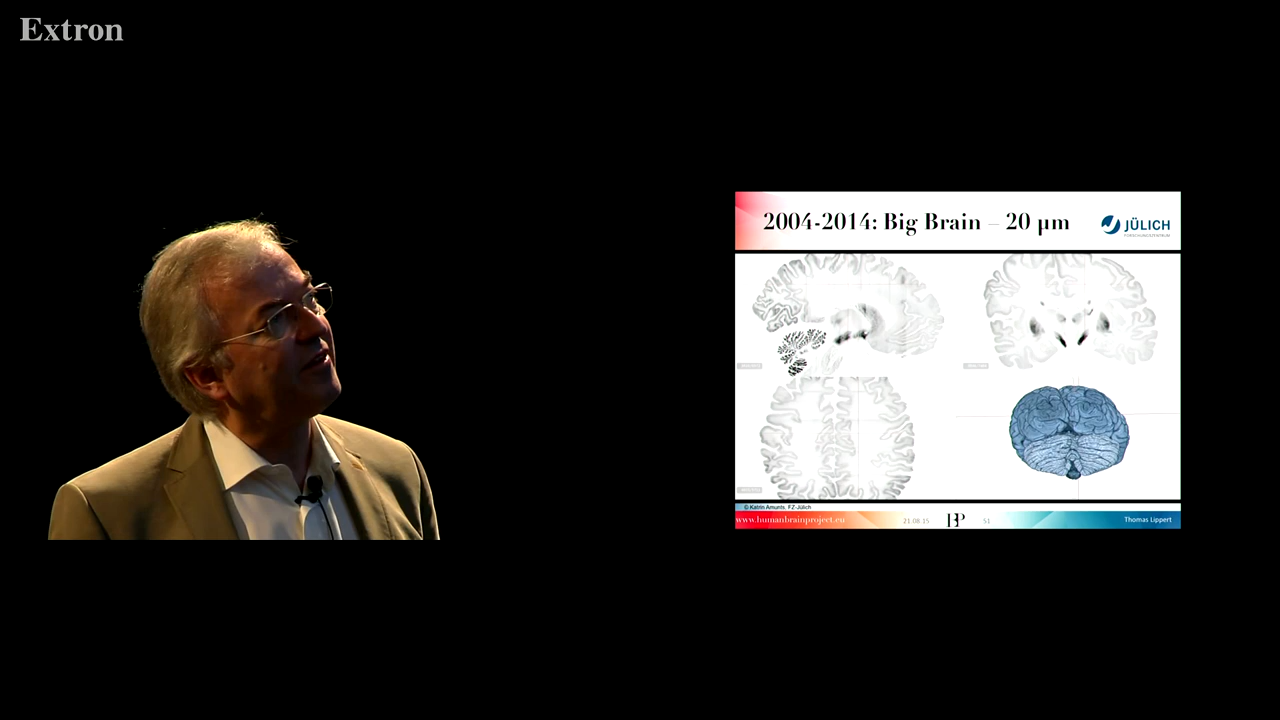 Extron
2004-2014: Big Brain – 20 µm
JÜLICH
FORSCHUNGSZENTRUM
© Katrin Amunts, FZ-Jülich
www.humanbrainproject.eu
21.08.15
HBP
51
Thomas Lippert